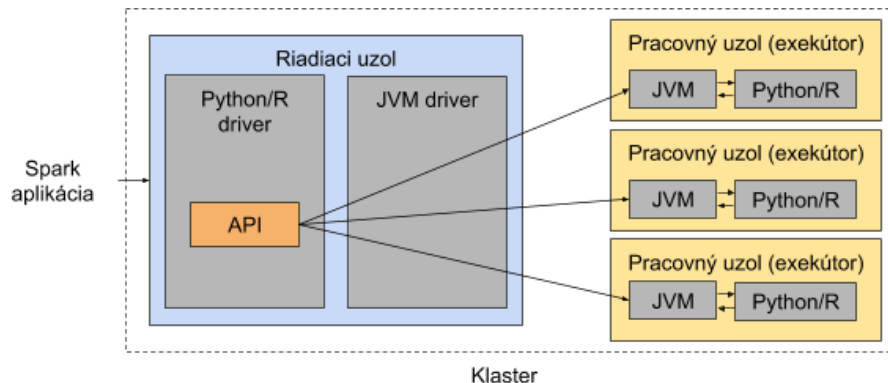 Spark
aplikácia
Riadiaci uzol
Python/R
driver
API
JVM driver
Pracovný uzol (exekútor)
JVM
Python/R
Pracovný uzol (exekútor)
JVM
Python/R
Pracovný uzol (exekútor)
JVM
Python/R
Klaster